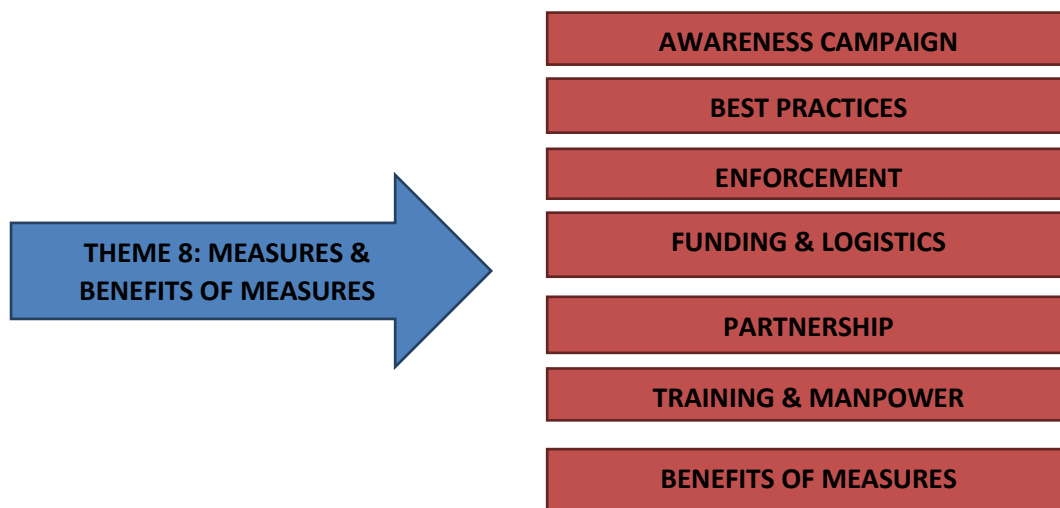 THEME 8: MEASURES &
BENEFITS OF MEASURES
AWARENESS CAMPAIGN
BEST PRACTICES
ENFORCEMENT
FUNDING & LOGISTICS
PARTNERSHIP
TRAINING & MANPOWER
BENEFITS OF MEASURES